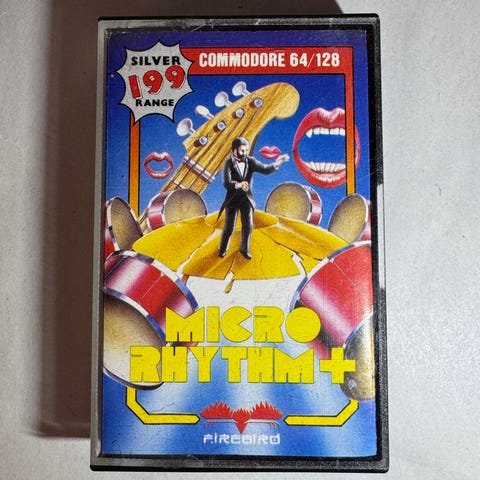 SILVER
199
RANGE
COMMODORE 64/128
MICRO
RHYTHM+
FIREBIRD